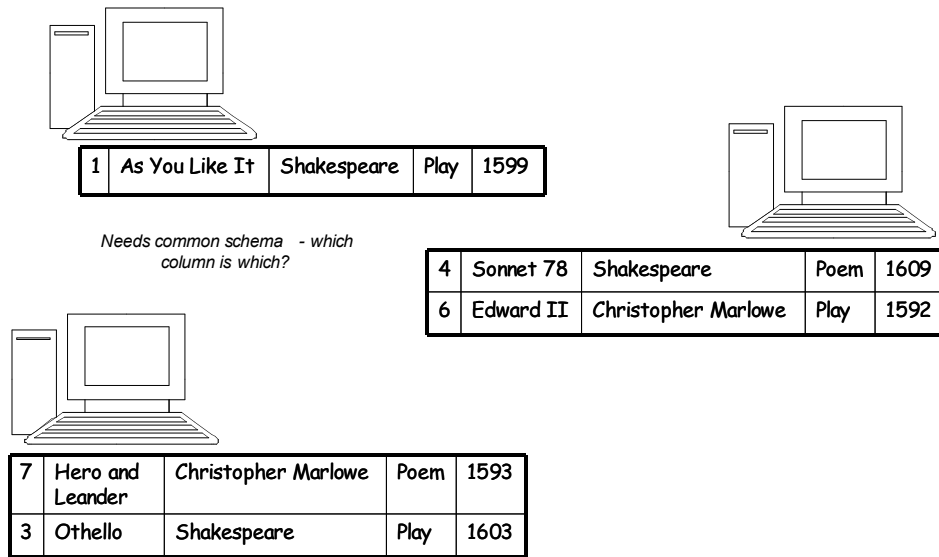 1 As You Like It Shakespeare Play 1599
Needs common schema - which
column is which?
4 Sonnet 78 Shakespeare Poem 1609
6 Edward II Christopher Marlowe Play 1592
7 Hero and Leander Christopher Marlowe Poem 1593
3 Othello Shakespeare Play 1603